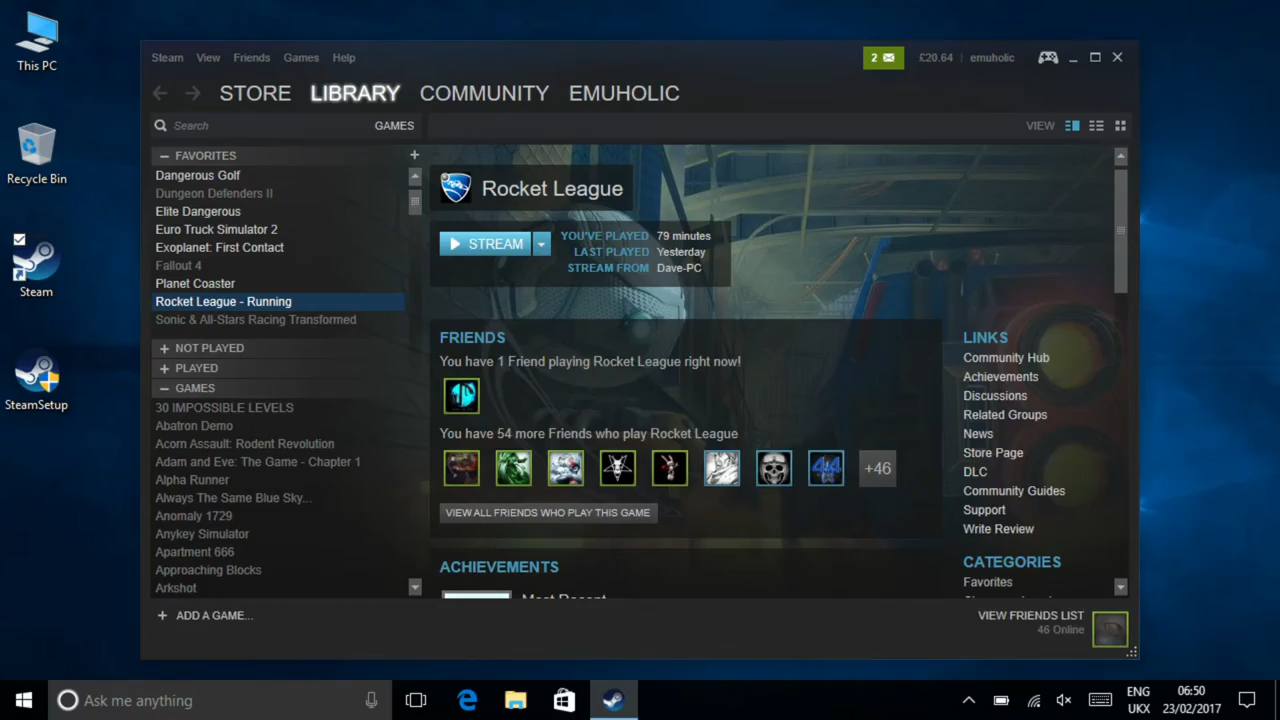 This PC
Recycle Bin
Steam
SteamSetup
Steam View Friends Games Help
2
£20.64 | emuholic
STORE LIBRARY COMMUNITY EMUHOLIC
Search GAMES
VIEW
− FAVORITES +
Dangerous Golf
Dungeon Defenders II
Elite Dangerous
Euro Truck Simulator 2
Exoplanet: First Contact
Fallout 4
Planet Coaster
Rocket League - Running
Sonic & All-Stars Racing Transformed
+ NOT PLAYED
+ PLAYED
− GAMES
30 IMPOSSIBLE LEVELS
Abatron Demo
Acorn Assault: Rodent Revolution
Adam and Eve: The Game - Chapter 1
Alpha Runner
Always The Same Blue Sky...
Anomaly 1729
Anykey Simulator
Apartment 666
Approaching Blocks
Arkshot
+ ADD A GAME...
Rocket League
STREAM
YOU'VE PLAYED 79 minutes
LAST PLAYED Yesterday
STREAM FROM Dave-PC
FRIENDS
You have 1 Friend playing Rocket League right now!
You have 54 more Friends who play Rocket League
+46
VIEW ALL FRIENDS WHO PLAY THIS GAME
ACHIEVEMENTS
Most Recent
LINKS
Community Hub
Achievements
Discussions
Related Groups
News
Store Page
DLC
Community Guides
Support
Write Review
CATEGORIES
Favorites
VIEW FRIENDS LIST
46 Online
Ask me anything
ENG
UKX
06:50
23/02/2017